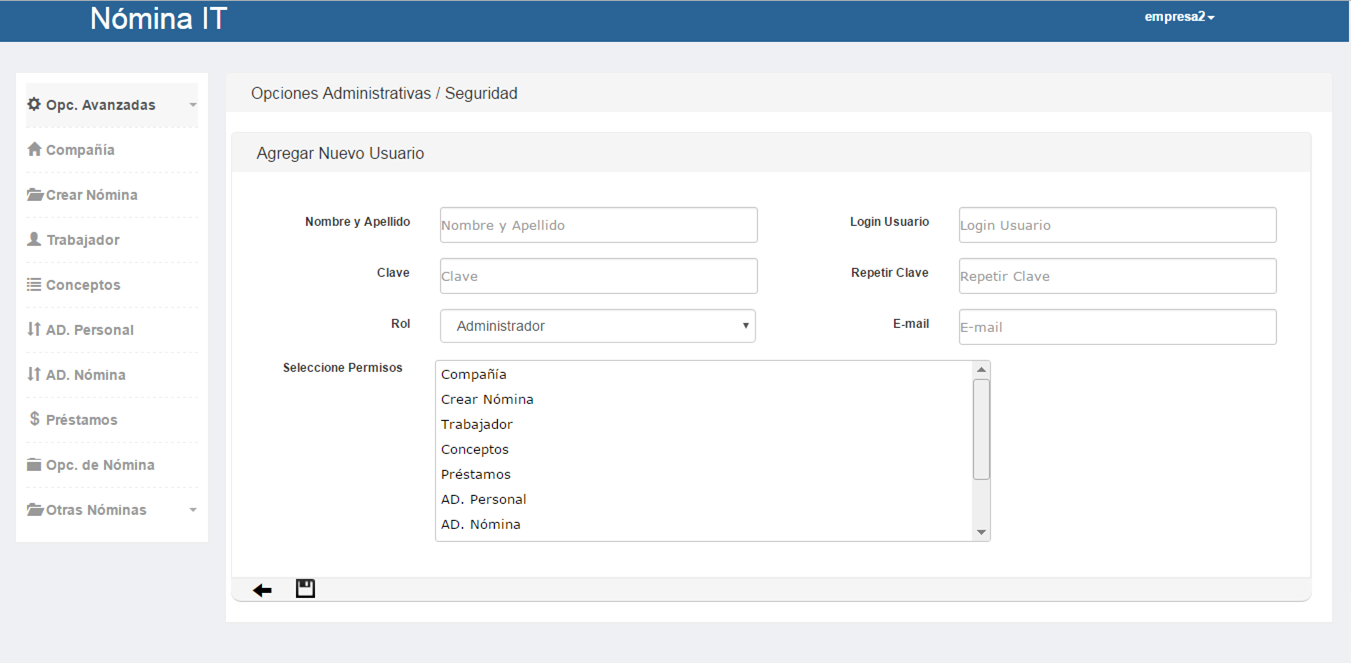 Nómina IT
empresa2
Opc. Avanzadas
Compañía
Crear Nómina
Trabajador
Conceptos
AD. Personal
AD. Nómina
Préstamos
Opc. de Nómina
Otras Nóminas
Opciones Administrativas / Seguridad
Agregar Nuevo Usuario
Nombre y Apellido Nombre y Apellido Login Usuario Login Usuario
Clave Clave Repetir Clave Repetir Clave
Rol Administrador E-mail E-mail
Seleccione Permisos
Compañía
Crear Nómina
Trabajador
Conceptos
Préstamos
AD. Personal
AD. Nómina